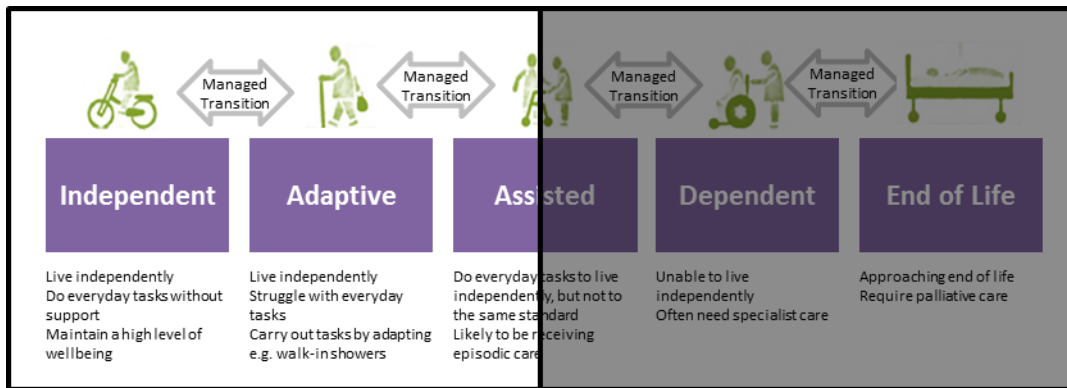 Managed
Transition
Managed
Transition
Managed
Transition
Managed
Transition
Independent
Adaptive
Assisted
Dependent
End of Life
Live independently
Do everyday tasks without
support
Maintain a high level of
wellbeing
Live independently
Struggle with everyday
tasks
Carry out tasks by adapting
e.g. walk-in showers
Do everyday tasks to live
independently, but not to
the same standard
Likely to be receiving
episodic care
Unable to live
independently
Often need specialist care
Approaching end of life
Require palliative care